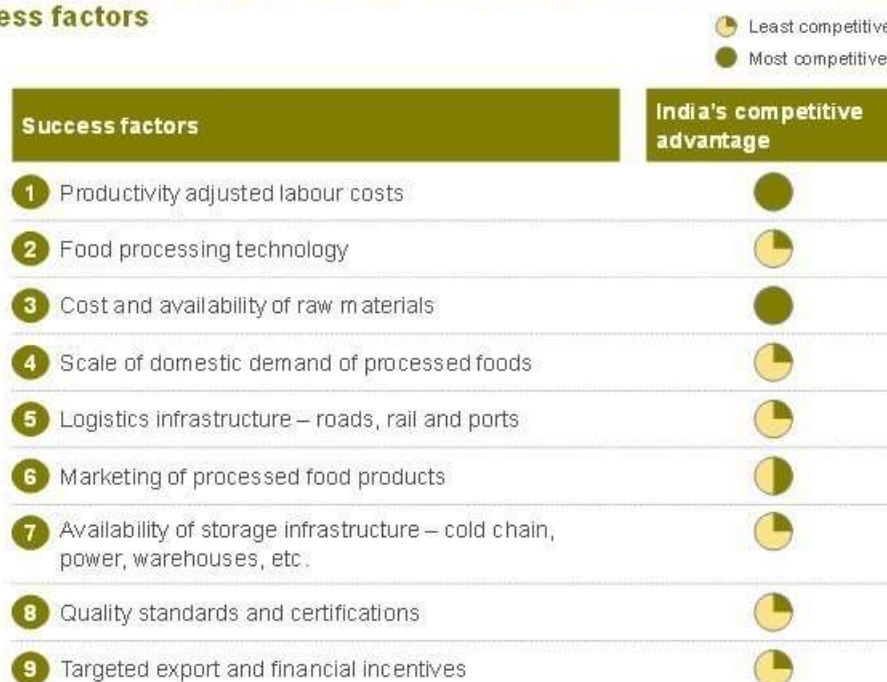 ess factors
Least competitive
Most competitive
Success factors
India's competitive
advantage
1 Productivity adjusted labour costs
2 Food processing technology
3 Cost and availability of raw materials
4 Scale of domestic demand of processed foods
5 Logistics infrastructure – roads, rail and ports
6 Marketing of processed food products
7 Availability of storage infrastructure – cold chain,
power, warehouses, etc.
8 Quality standards and certifications
9 Targeted export and financial incentives